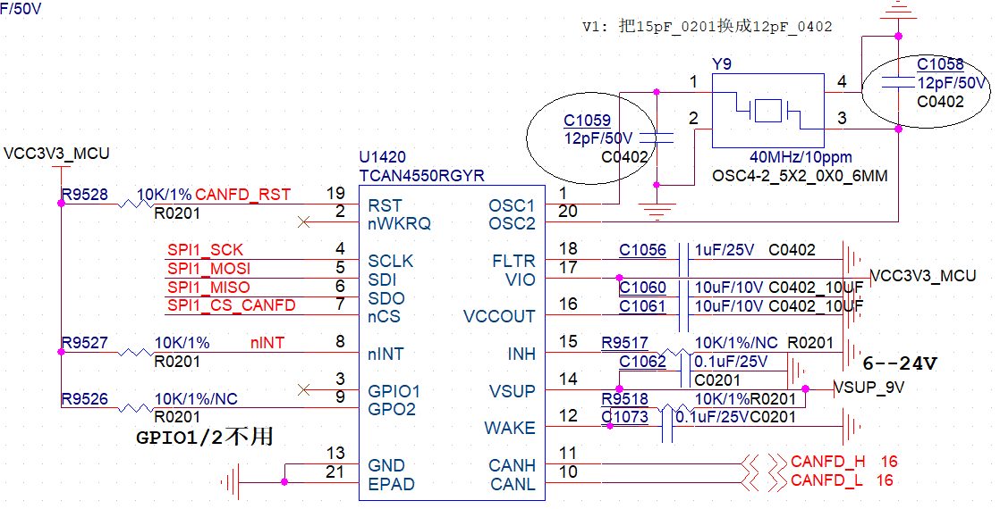 F/50V
V1: 把15pF_0201换成12pF_0402
Y9
1
4
2
3
C1058
12pF/50V
C0402
C1059
12pF/50V
C0402
40MHz/10ppm
OSC4-2_5X2_0X0_6MM
VCC3V3_MCU
U1420
TCAN4550RGYR
R9528 10K/1% CANFD_RST 19 RST
R0201
2 nWKRQ
SPI1_SCK 4 SCLK
SPI1_MOSI 5 SDI
SPI1_MISO 6 SDO
SPI1_CS_CANFD 7 nCS
R9527 10K/1% nINT 8 nINT
R0201
3 GPIO1
R9526 10K/1%/NC 9 GPO2
R0201
GPIO1/2不用
13 GND
21 EPAD
OSC1 1
OSC2 20
FLTR 18 C1056 1uF/25V C0402
VIO 17 VCC3V3_MCU
C1060 10uF/10V C0402_10UF
VCCOUT 16 C1061 10uF/10V C0402_10UF
INH 15 R9517 10K/1%/NC R0201
C1062 0.1uF/25V
C0201
6--24V
VSUP 14 VSUP_9V
R9518 10K/1% R0201
WAKE 12 C1073 0.1uF/25V C0201
CANH 11 CANFD_H 16
CANL 10 CANFD_L 16